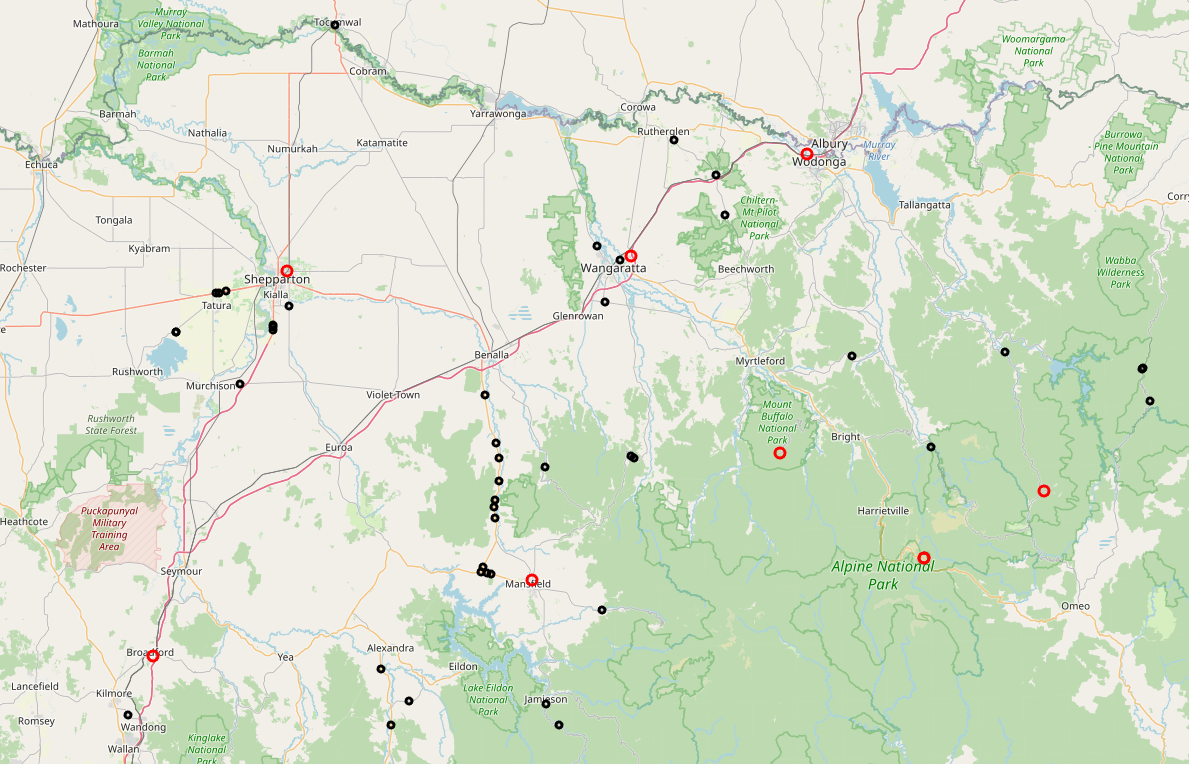 Mathoura
Murray
Valley National
Park
Tocumwal
Woomargama
National
Park
Barmah
National
Park
Cobram
Yarrawonga
Corowa
Barmah
Nathalia
Rutherglen
Albury
Wodonga
Murray
River
Burrowa
Pine Mountain
National
Park
Numurkah
Katamatite
Echuca
Tallangatta
Corry
Tongala
Chiltern-
Mt Pilot
National
Park
Kyabram
Rochester
Shepparton
Wangaratta
Beechworth
Wabba
Wilderness
Park
Kialla
Tatura
Glenrowan
Benalla
Myrtleford
Rushworth
Murchison
Violet Town
Mount
Buffalo
National
Park
Rushworth
State Forest
Bright
Euroa
Heathcote
Puckapunyal
Military
Training
Area
Harrietville
Seymour
Mansfield
Alpine National
Park
Omeo
Broadford
Yea
Alexandra
Eildon
Lancefield
Kilmore
Lake Eildon
National
Park
Jamieson
Romsey
Wandong
Wallan
Kinglake
National
Park